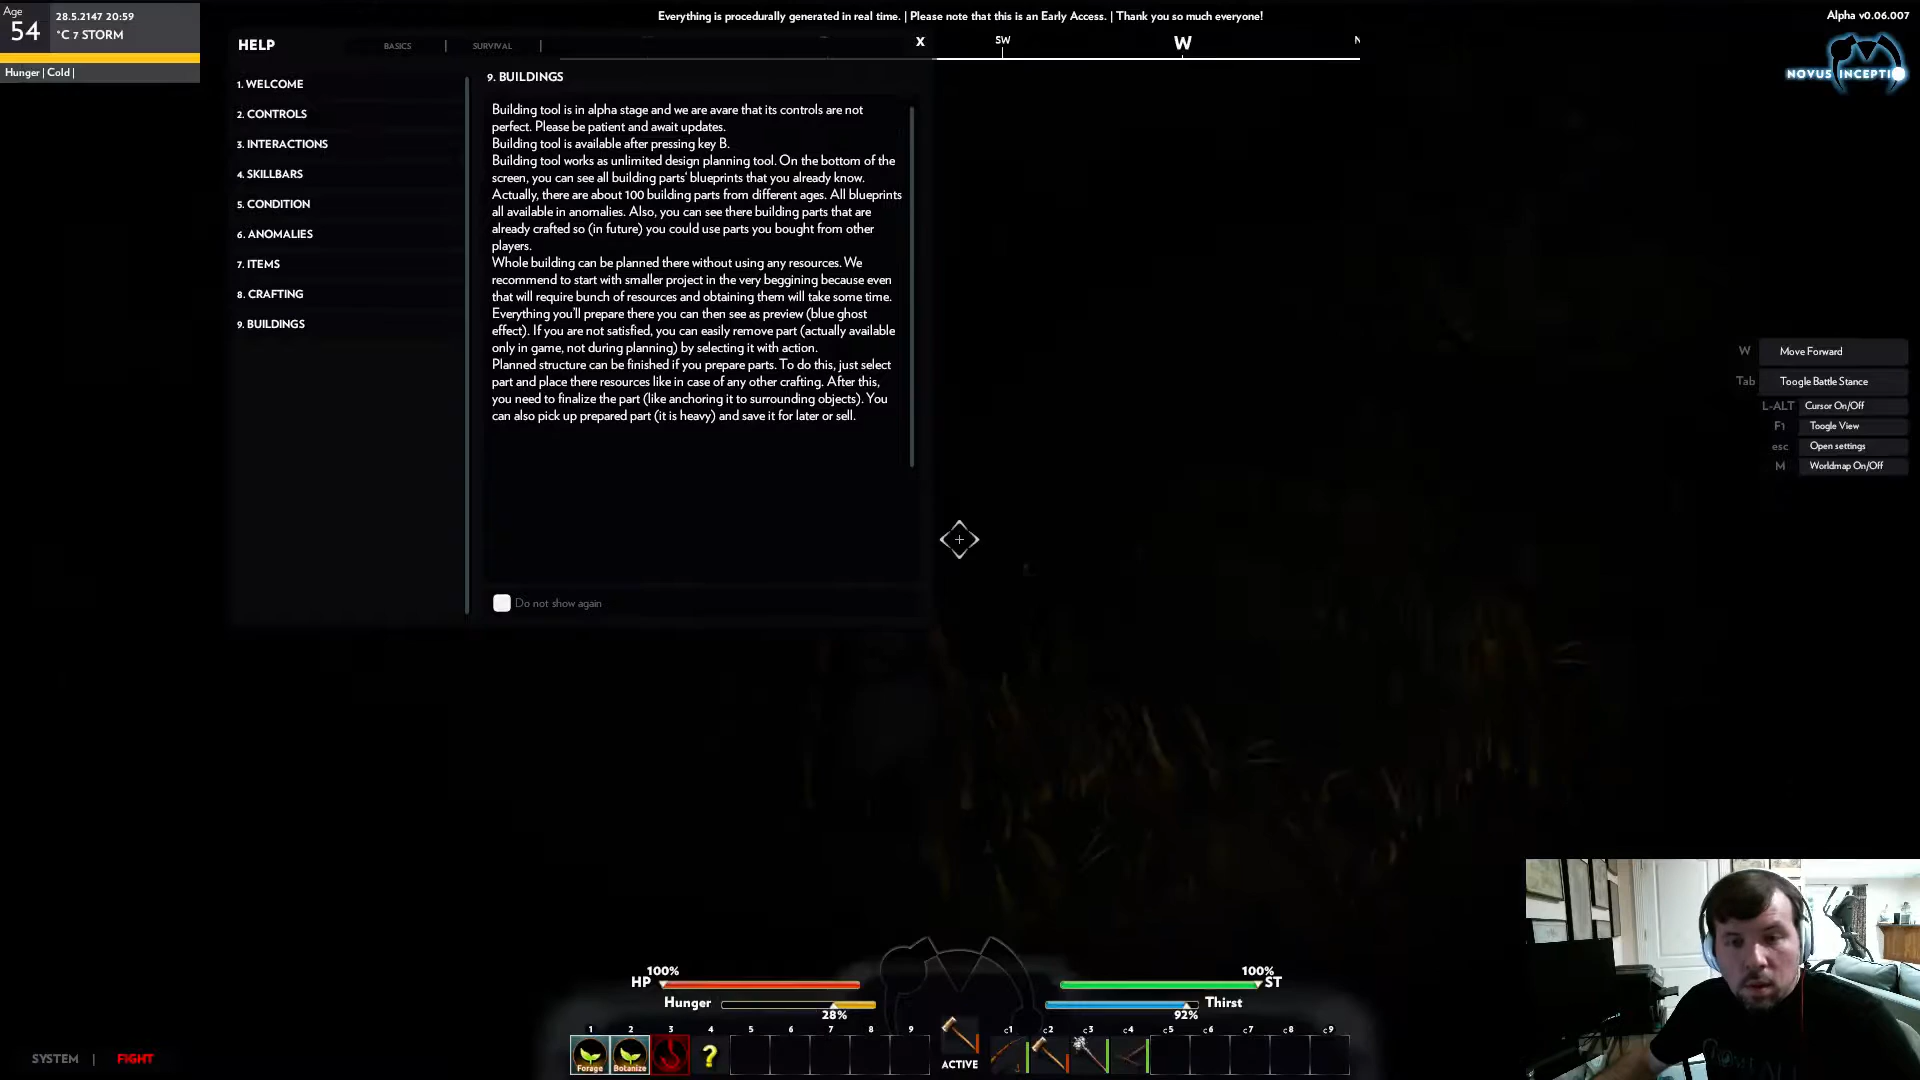 Age
54
28.5.2147 20:59
°C 7 STORM
Hunger | Cold |
Everything is procedurally generated in real time. | Please note that this is an Early Access. | Thank you so much everyone!
Alpha v0.06.007
NOVUS INCEPTIO
HELP
BASICS | SURVIVAL |
X
SW
W
N
1. WELCOME
2. CONTROLS
3. INTERACTIONS
4. SKILLBARS
5. CONDITION
6. ANOMALIES
7. ITEMS
8. CRAFTING
9. BUILDINGS
9. BUILDINGS
Building tool is in alpha stage and we are avare that its controls are not
perfect. Please be patient and await updates.
Building tool is available after pressing key B.
Building tool works as unlimited design planning tool. On the bottom of the
screen, you can see all building parts' blueprints that you already know.
Actually, there are about 100 building parts from different ages. All blueprints
all available in anomalies. Also, you can see there building parts that are
already crafted so (in future) you could use parts you bought from other
players.
Whole building can be planned there without using any resources. We
recommend to start with smaller project in the very beggining because even
that will require bunch of resources and obtaining them will take some time.
Everything you'll prepare there you can then see as preview (blue ghost
effect). If you are not satisfied, you can easily remove part (actually available
only in game, not during planning) by selecting it with action.
Planned structure can be finished if you prepare parts. To do this, just select
part and place there resources like in case of any other crafting. After this,
you need to finalize the part (like anchoring it to surrounding objects). You
can also pick up prepared part (it is heavy) and save it for later or sell.
Do not show again
W Move Forward
Tab Toogle Battle Stance
L-ALT Cursor On/Off
F1 Toogle View
esc Open settings
M Worldmap On/Off
100%
HP
Hunger
28%
100%
ST
Thirst
92%
1 2 3 4 5 6 7 8 9
c1 c2 c3 c4 c5 c6 c7 c8 c9
Forage
Botanize
?
ACTIVE
SYSTEM | FIGHT